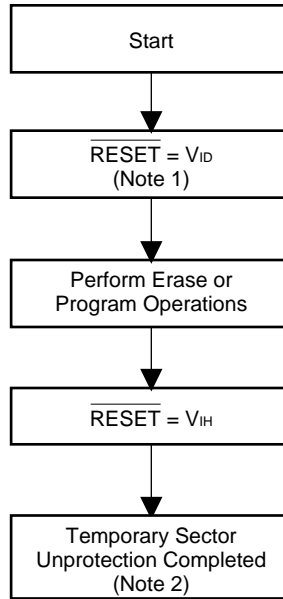 Start
RESET = VID
(Note 1)
Perform Erase or
Program Operations
RESET = VIH
Temporary Sector
Unprotection Completed
(Note 2)